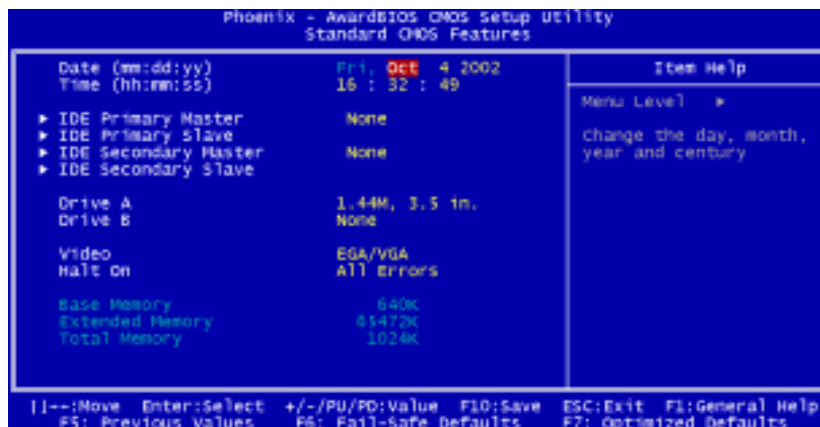 Phoenix - AwardBIOS CMOS Setup Utility
Standard CMOS Features
Date (mm:dd:yy) Fri, Oct 4 2002
Time (hh:mm:ss) 16 : 32 : 49
Item Help
Menu Level ▶
Change the day, month,
year and century
▶ IDE Primary Master None
▶ IDE Primary Slave
▶ IDE Secondary Master None
▶ IDE Secondary Slave
Drive A 1.44M, 3.5 in.
Drive B None
Video EGA/VGA
Halt On All Errors
Base Memory 640K
Extended Memory 65472K
Total Memory 1024K
][--:Move Enter:Select +/-/PU/PD:Value F10:Save ESC:Exit F1:General Help
F5: Previous Values F6: Fail-Safe Defaults F7: Optimized Defaults